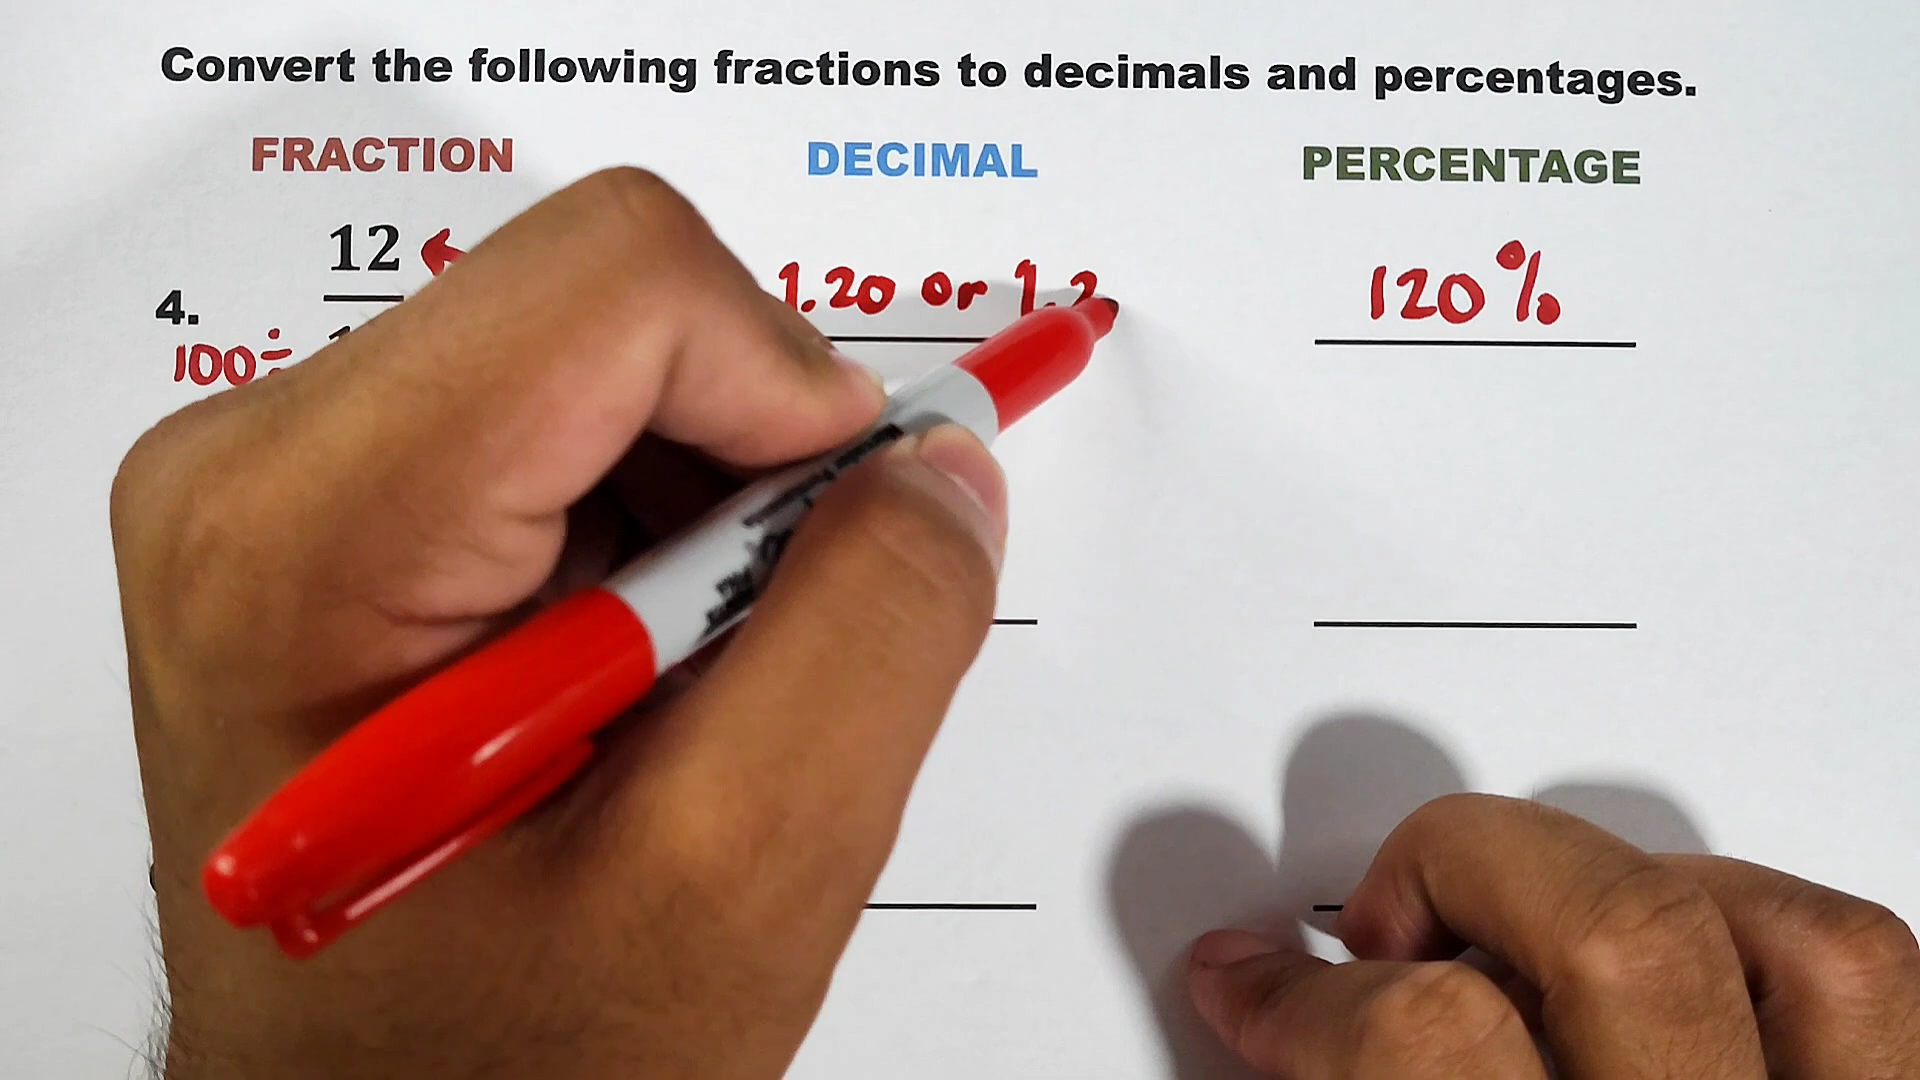 Convert the following fractions to decimals and percentages.
FRACTION DECIMAL PERCENTAGE
4. 12 1.20 or 1.2 120%
100÷